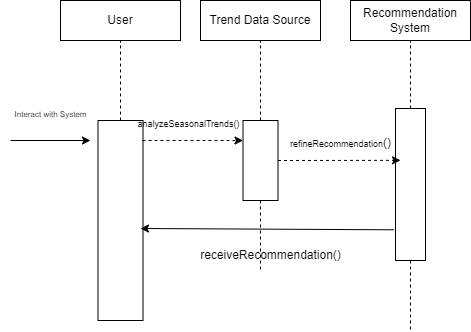 User
Trend Data Source
Recommendation
System
Interact with System
analyzeSeasonalTrends()
refineRecommendation()
receiveRecommendation()